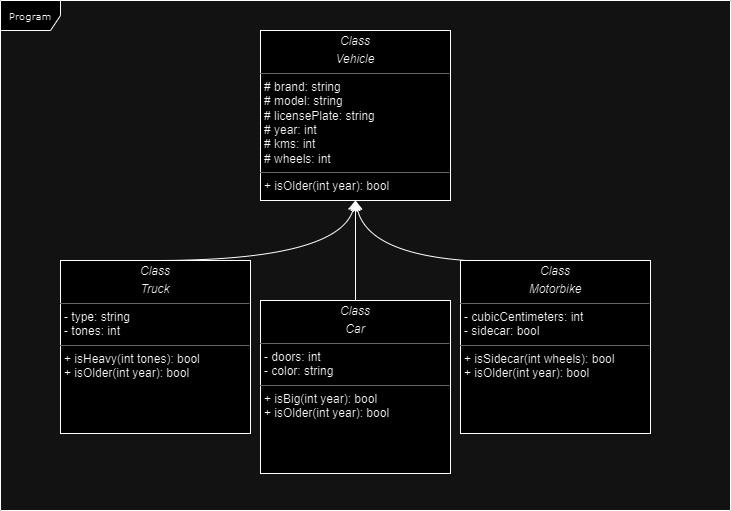 Program
Class
Vehicle
# brand: string
# model: string
# licensePlate: string
# year: int
# kms: int
# wheels: int
+ isOlder(int year): bool
Class
Truck
- type: string
- tones: int
+ isHeavy(int tones): bool
+ isOlder(int year): bool
Class
Car
- doors: int
- color: string
+ isBig(int year): bool
+ isOlder(int year): bool
Class
Motorbike
- cubicCentimeters: int
- sidecar: bool
+ isSidecar(int wheels): bool
+ isOlder(int year): bool